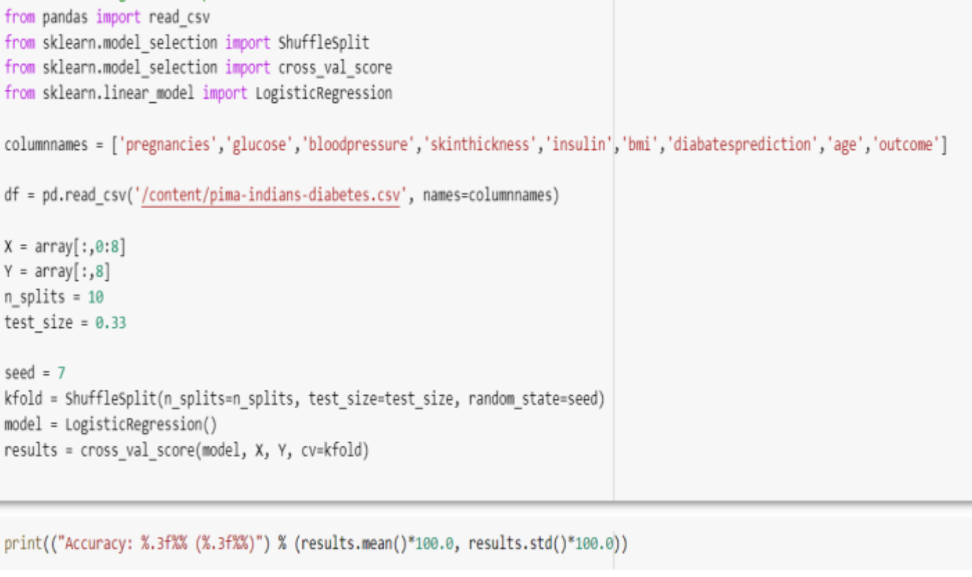 from pandas import read_csv
from sklearn.model_selection import ShuffleSplit
from sklearn.model_selection import cross_val_score
from sklearn.linear_model import LogisticRegression
columnnames = ['pregnancies','glucose','bloodpressure','skinthickness','insulin','bmi','diabatesprediction','age','outcome']
df = pd.read_csv('/content/pima-indians-diabetes.csv', names=columnnames)
X = array[:,0:8]
Y = array[:,8]
n_splits = 10
test_size = 0.33
seed = 7
kfold = ShuffleSplit(n_splits=n_splits, test_size=test_size, random_state=seed)
model = LogisticRegression()
results = cross_val_score(model, X, Y, cv=kfold)
print(("Accuracy: %.3f%% (%.3f%%)") % (results.mean()*100.0, results.std()*100.0))